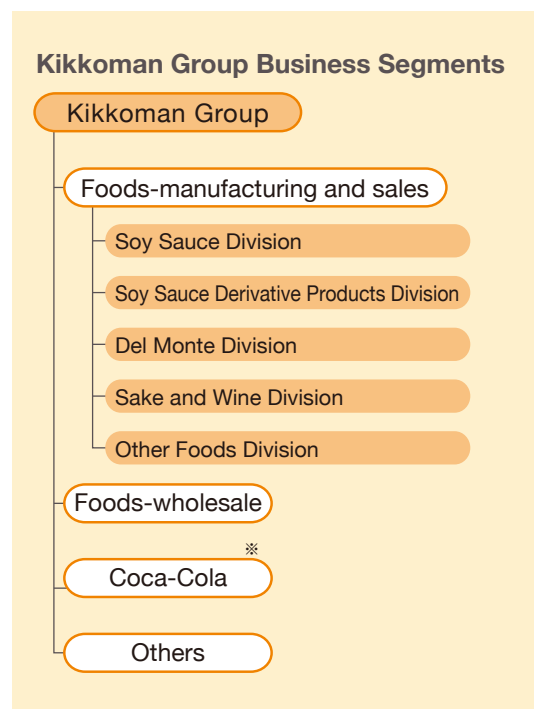 Kikkoman Group Business Segments
Kikkoman Group
Foods-manufacturing and sales
Soy Sauce Division
Soy Sauce Derivative Products Division
Del Monte Division
Sake and Wine Division
Other Foods Division
Foods-wholesale
※
Coca-Cola
Others